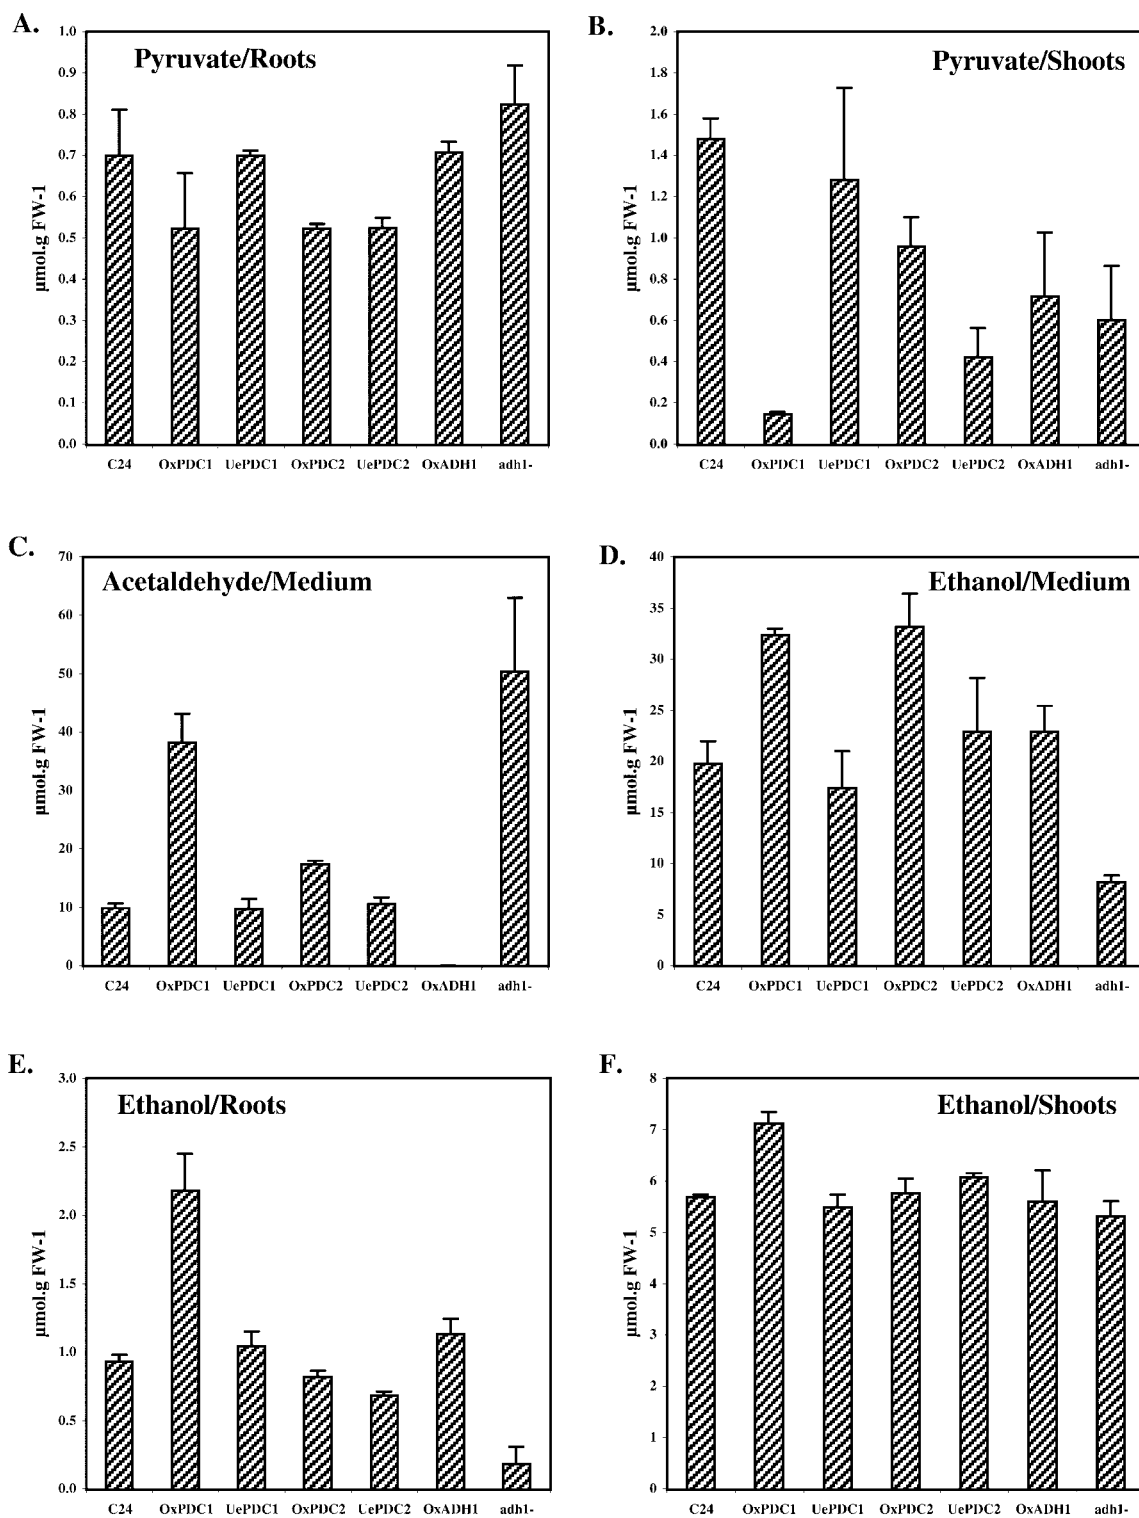 A.
Pyruvate/Roots
µmol.g FW-1
1.0
0.9
0.8
0.7
0.6
0.5
0.4
0.3
0.2
0.1
0.0
C24 OxPDC1 UePDC1 OxPDC2 UePDC2 OxADH1 adh1-
B.
Pyruvate/Shoots
µmol.g FW-1
2.0
1.8
1.6
1.4
1.2
1.0
0.8
0.6
0.4
0.2
0.0
C24 OxPDC1 UePDC1 OxPDC2 UePDC2 OxADH1 adh1-
C.
Acetaldehyde/Medium
µmol.g FW-1
70
60
50
40
30
20
10
0
C24 OxPDC1 UePDC1 OxPDC2 UePDC2 OxADH1 adh1-
D.
Ethanol/Medium
µmol.g FW-1
40
35
30
25
20
15
10
5
0
C24 OxPDC1 UePDC1 OxPDC2 UePDC2 OxADH1 adh1-
E.
Ethanol/Roots
µmol.g FW-1
3.0
2.5
2.0
1.5
1.0
0.5
0.0
C24 OxPDC1 UePDC1 OxPDC2 UePDC2 OxADH1 adh1-
F.
Ethanol/Shoots
µmol.g FW-1
8
7
6
5
4
3
2
1
0
C24 OxPDC1 UePDC1 OxPDC2 UePDC2 OxADH1 adh1-